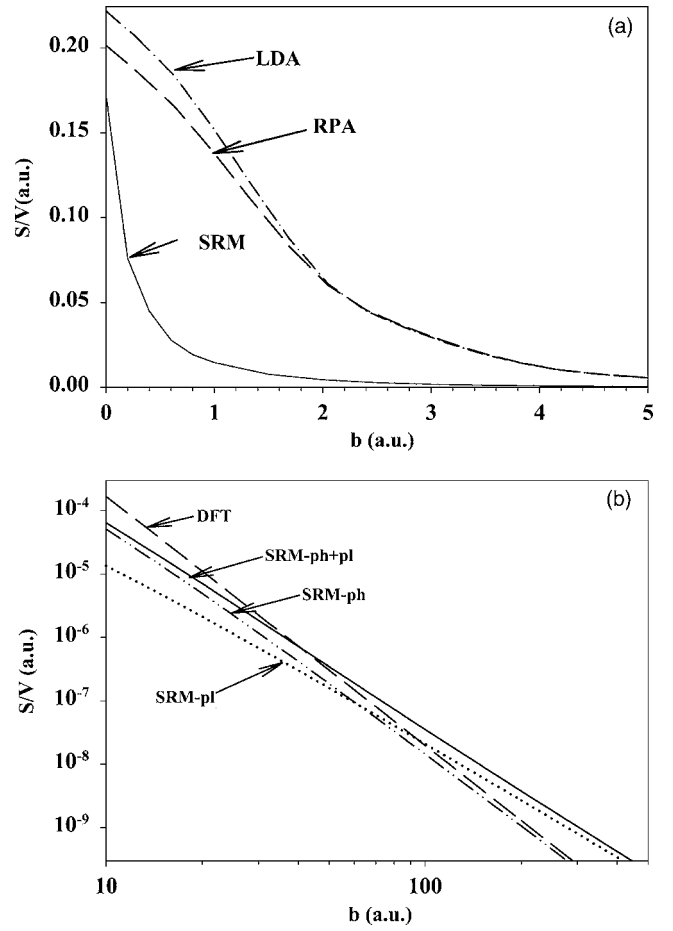 (a)
0.20
0.15
0.10
0.05
0.00
S/V(a.u.)
LDA
RPA
SRM
0 1 2 3 4 5
b (a.u.)
(b)
10⁻⁴
10⁻⁵
10⁻⁶
10⁻⁷
10⁻⁸
10⁻⁹
S/V (a.u.)
DFT
SRM-ph+pl
SRM-ph
SRM-pl
10 100
b (a.u.)